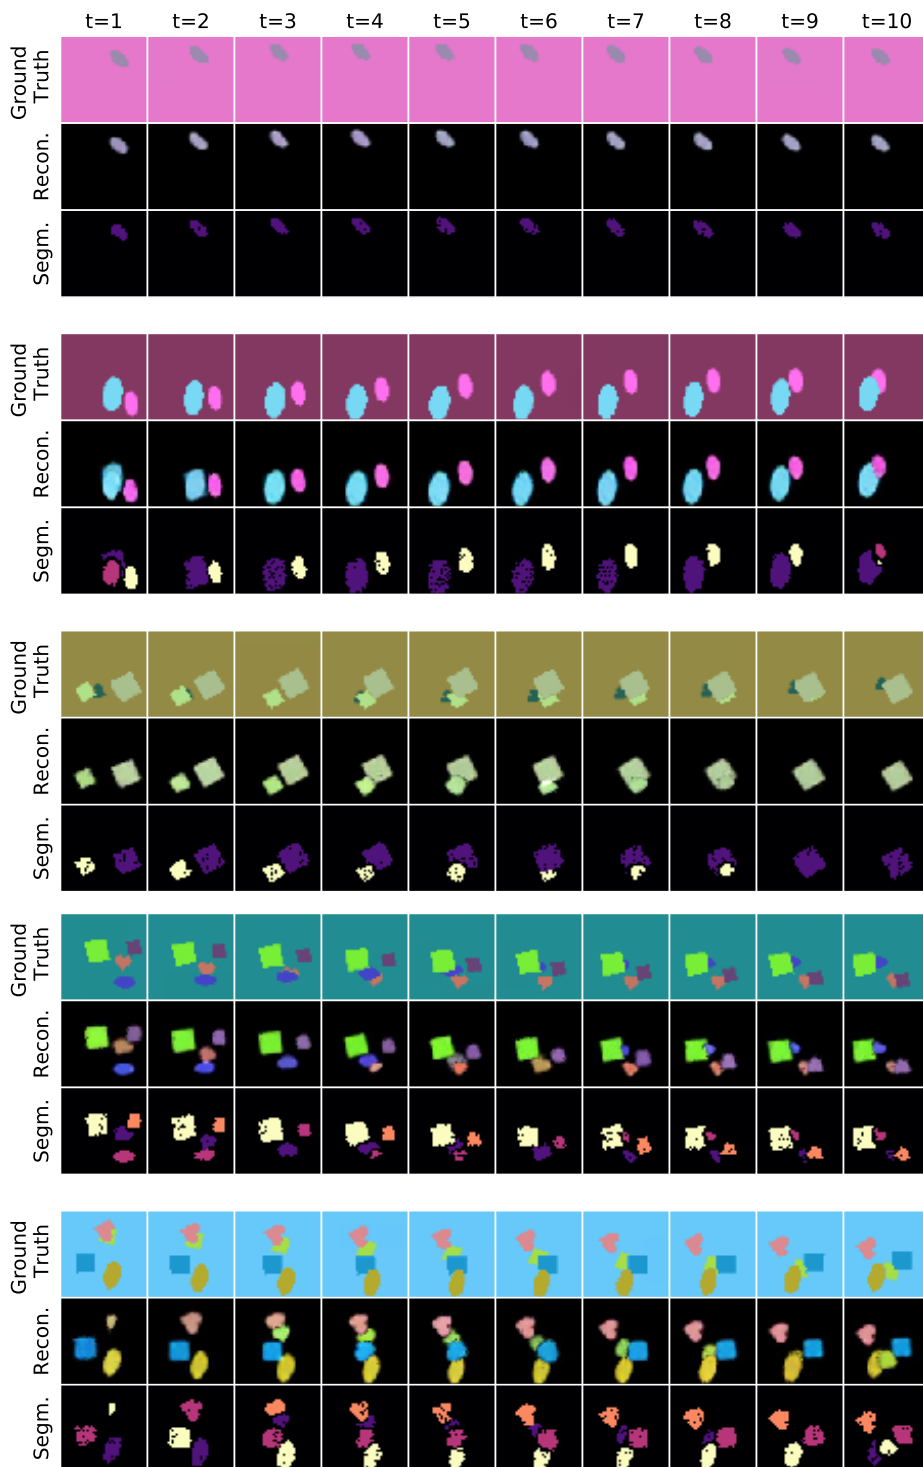 t=1 t=2 t=3 t=4 t=5 t=6 t=7 t=8 t=9 t=10
Ground
Truth
Recon.
Segm.
Ground
Truth
Recon.
Segm.
Ground
Truth
Recon.
Segm.
Ground
Truth
Recon.
Segm.
Ground
Truth
Recon.
Segm.